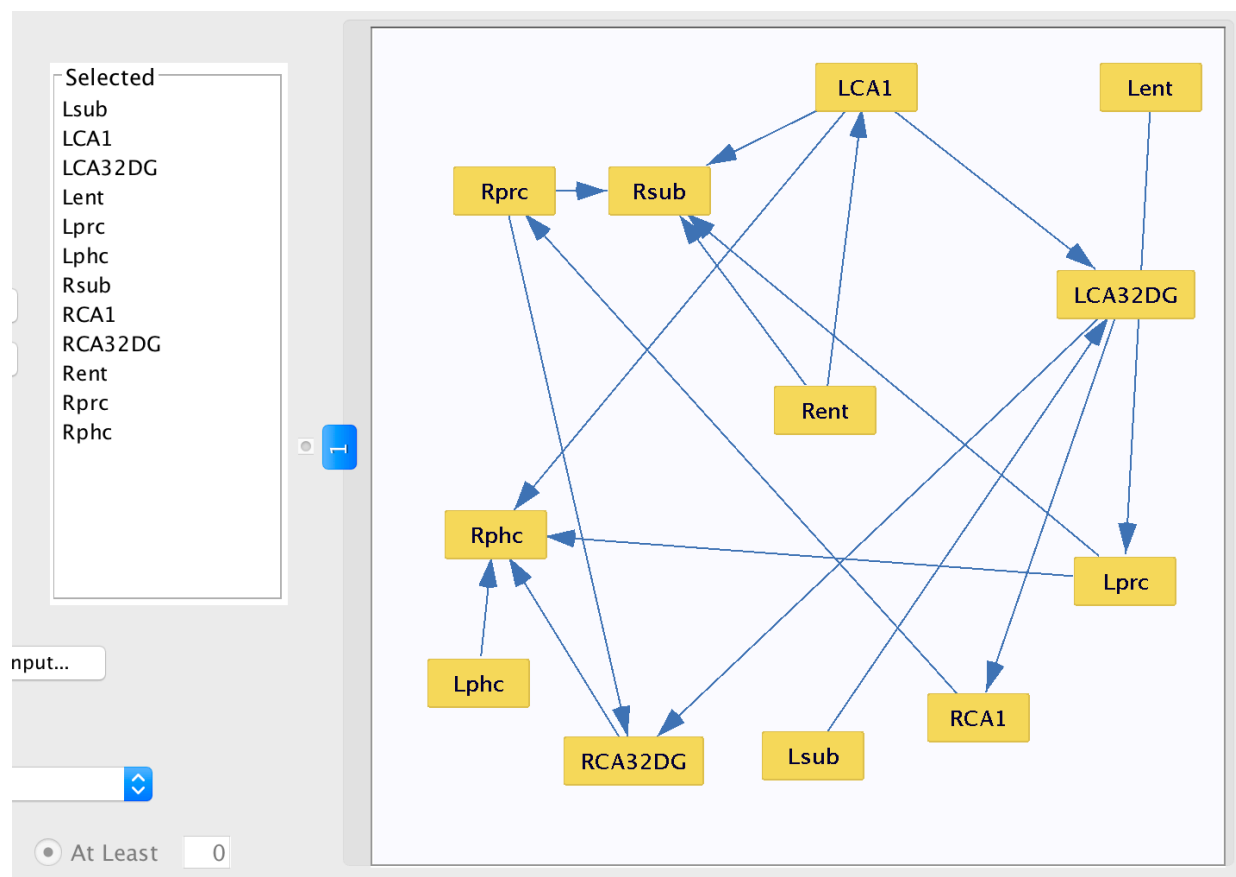 Selected
Lsub
LCA1
LCA32DG
Lent
Lprc
Lphc
Rsub
RCA1
RCA32DG
Rent
Rprc
Rphc
1
At Least 0
LCA1
Lent
Rprc
Rsub
LCA32DG
Rent
Rphc
Lprc
Lphc
RCA1
Lsub
RCA32DG